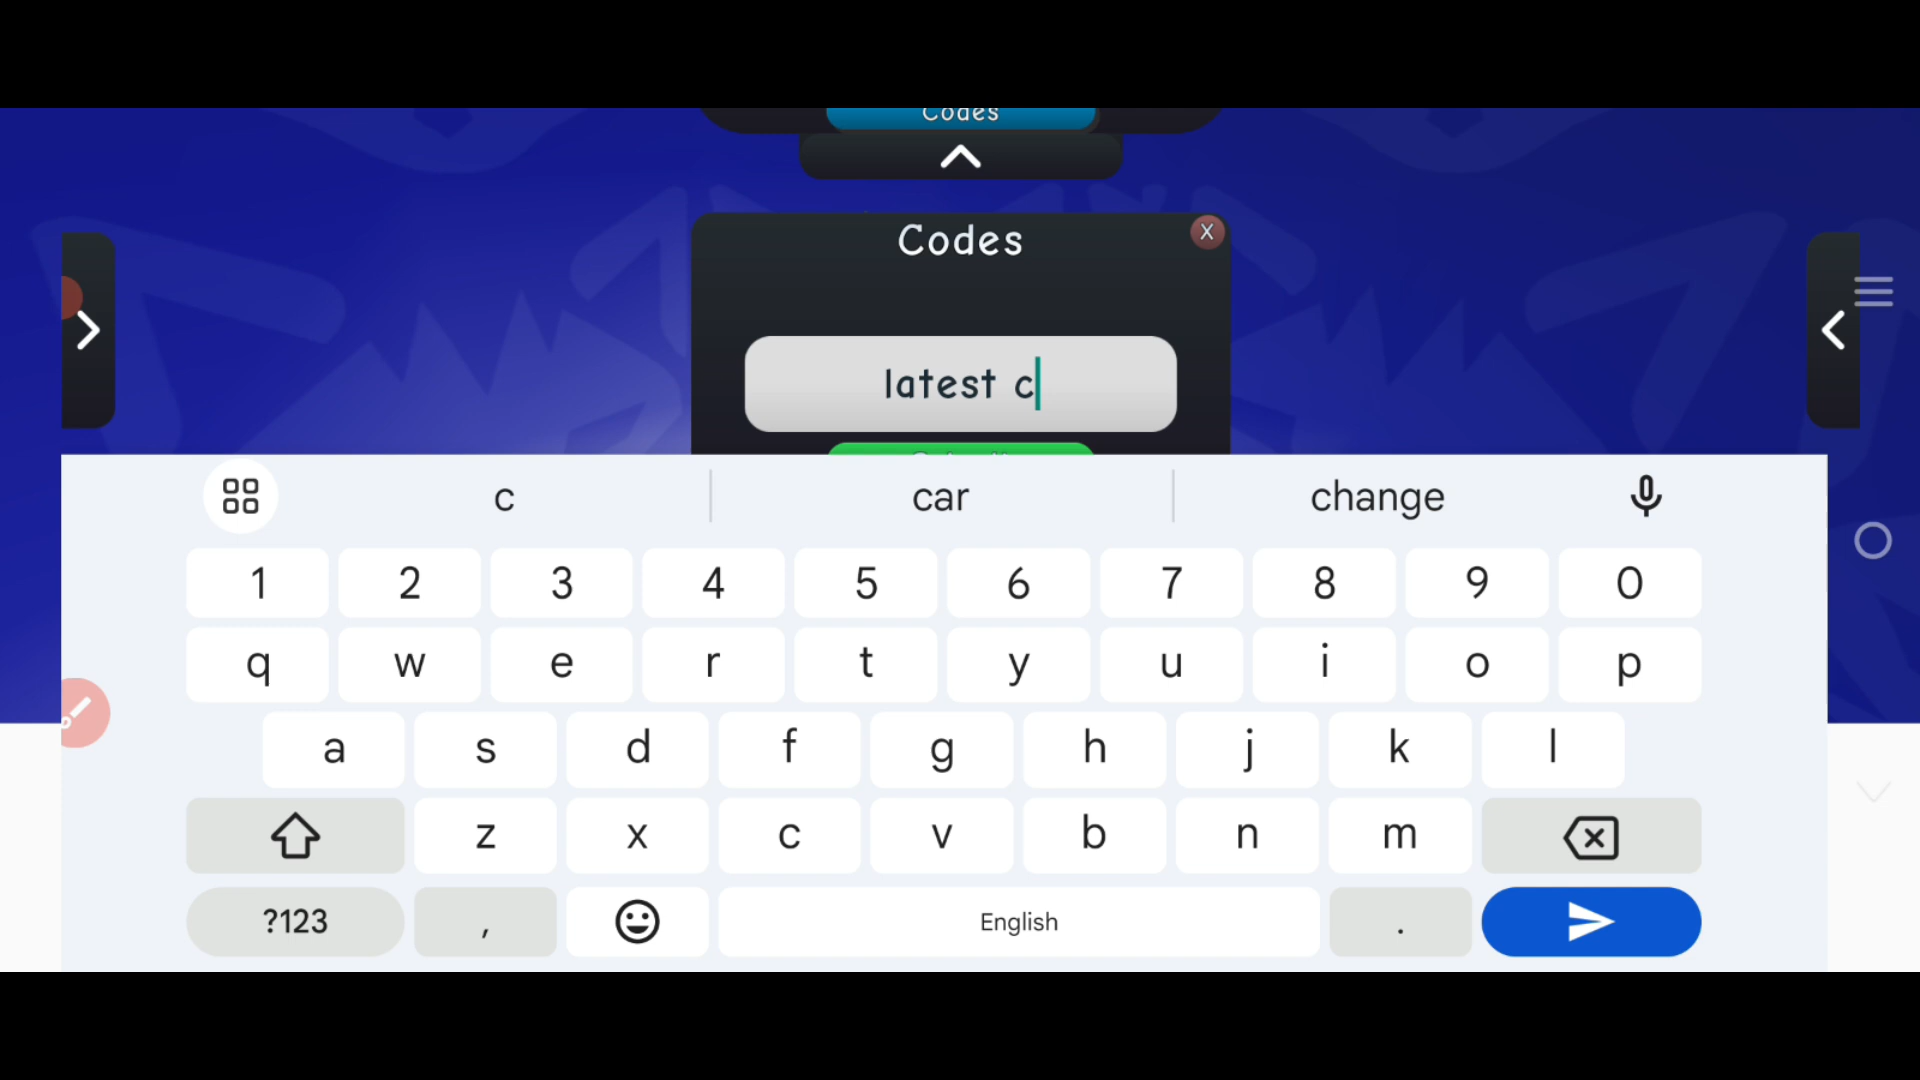 Codes
Codes
X
latest c
c car change
1 2 3 4 5 6 7 8 9 0
q w e r t y u i o p
a s d f g h j k l
z x c v b n m
?123 , English .